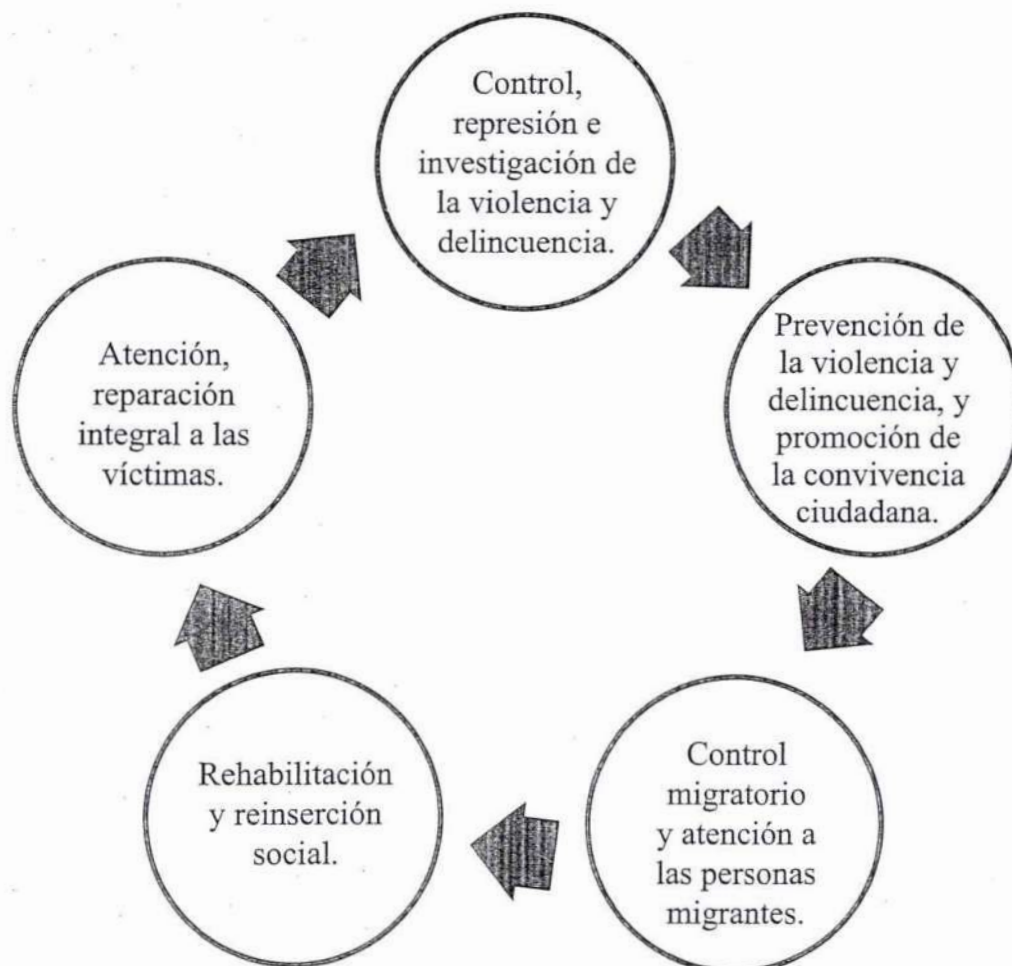 Control,
represión e
investigación de
la violencia y
delincuencia.
Prevención de
la violencia y
delincuencia, y
promoción de
la convivencia
ciudadana.
Control
migratorio
y atención a
las personas
migrantes.
Rehabilitación
y reinserción
social.
Atención,
reparación
integral a las
víctimas.